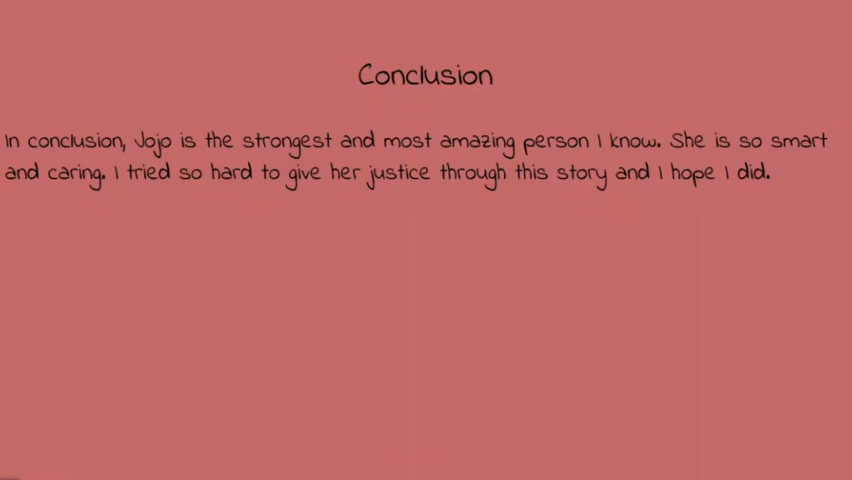 Conclusion
In conclusion, Jojo is the strongest and most amazing person I know. She is so smart
and caring. I tried so hard to give her justice through this story and I hope I did.